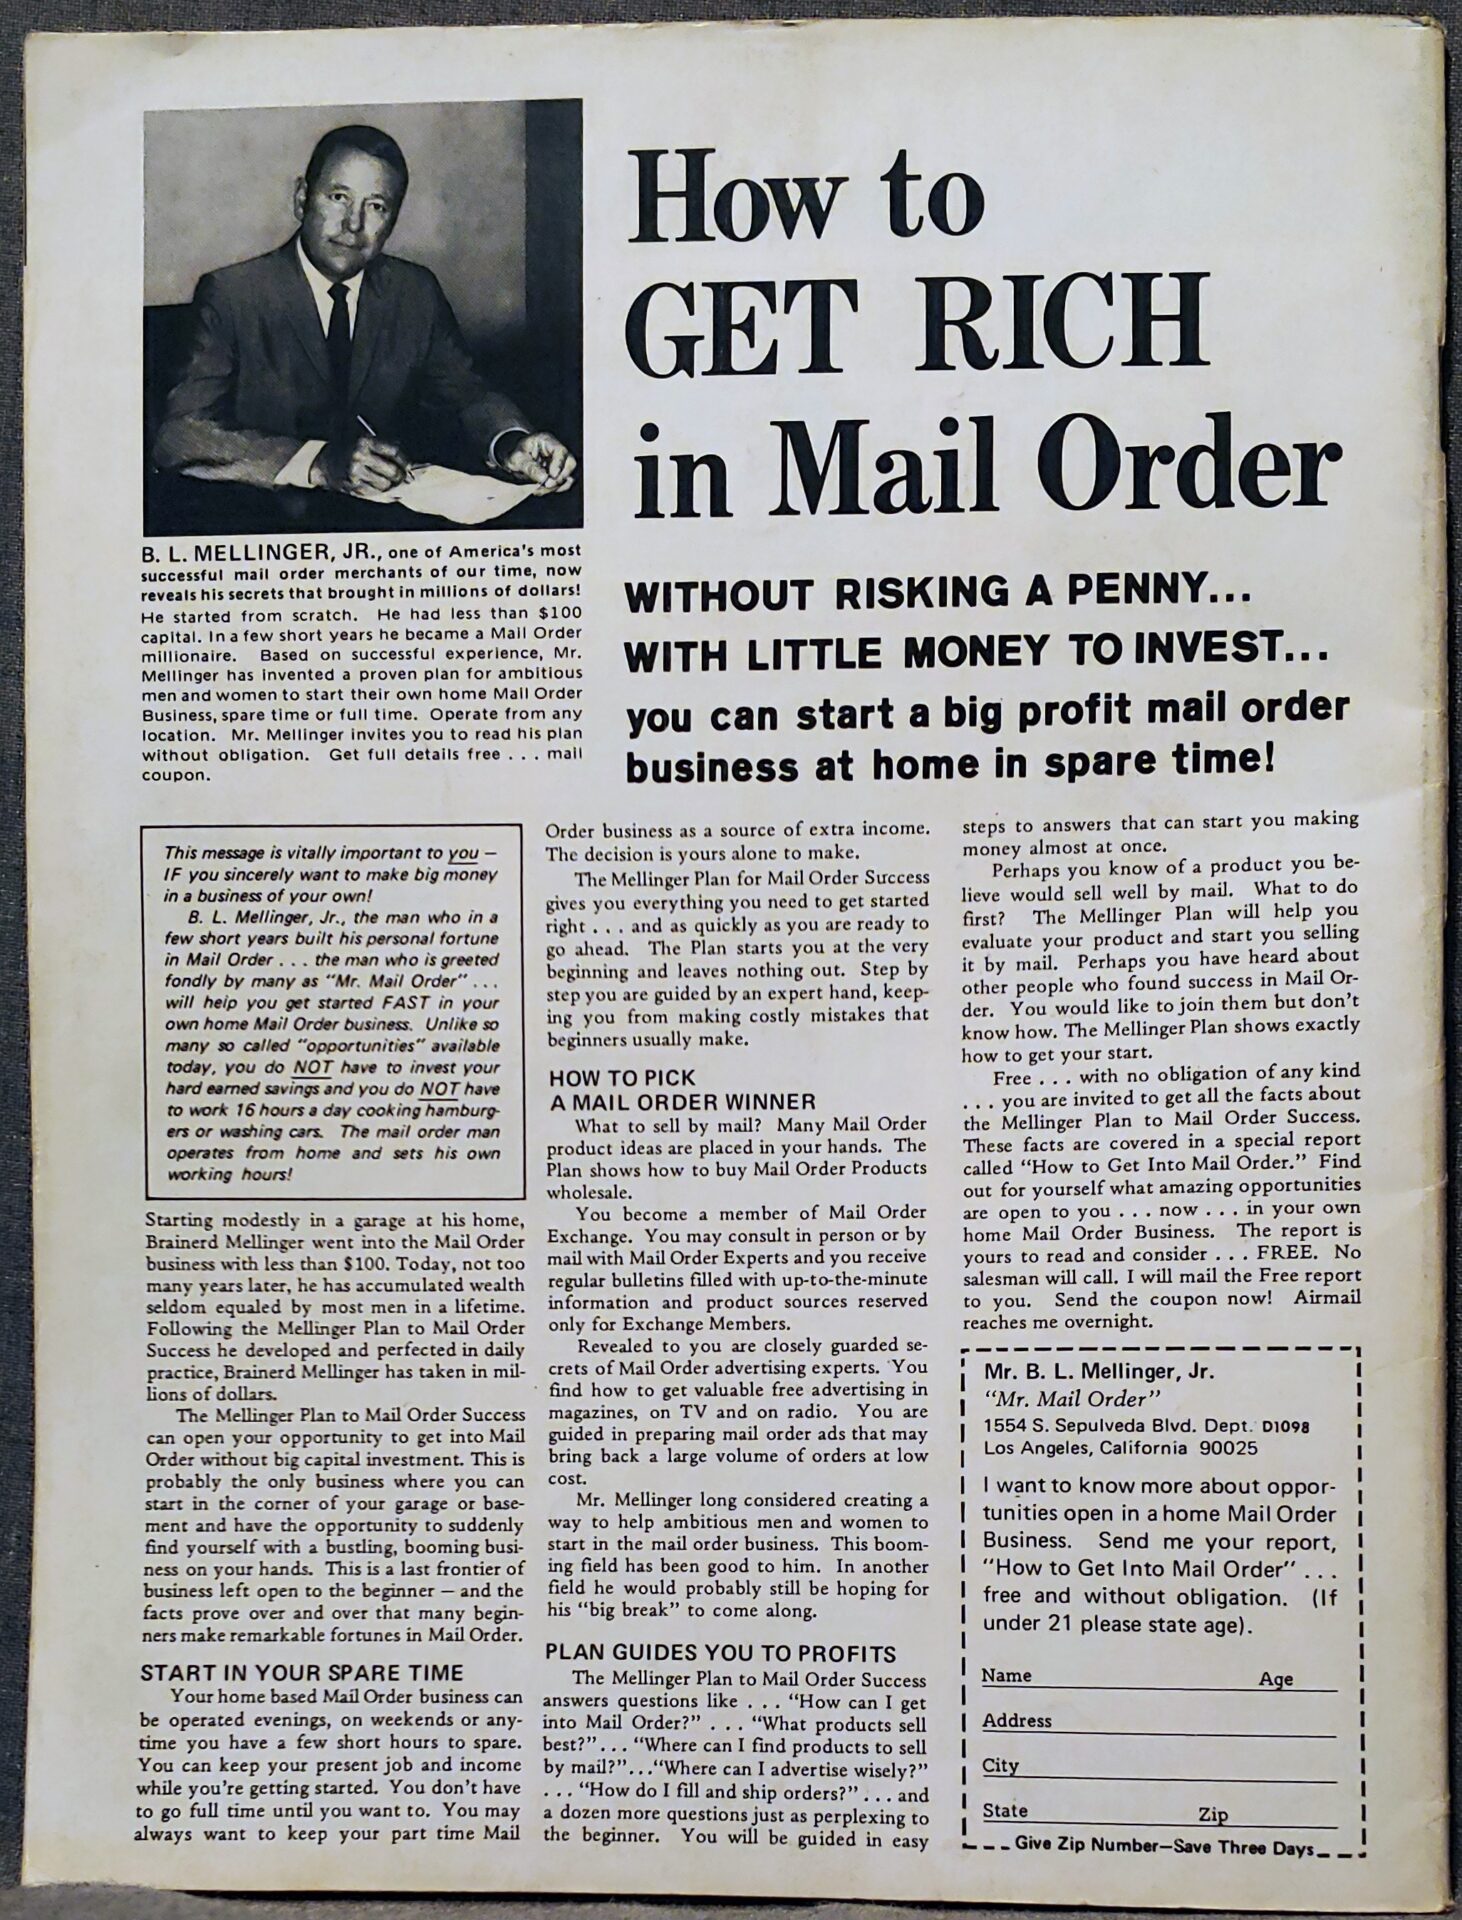 How to
GET RICH
in Mail Order
WITHOUT RISKING A PENNY...
WITH LITTLE MONEY TO INVEST...
you can start a big profit mail order
business at home in spare time!
B. L. MELLINGER, JR., one of America's most
successful mail order merchants of our time, now
reveals his secrets that brought in millions of dollars!
He started from scratch. He had less than $100
capital. In a few short years he became a Mail Order
millionaire. Based on successful experience, Mr.
Mellinger has invented a proven plan for ambitious
men and women to start their own home Mail Order
Business, spare time or full time. Operate from any
location. Mr. Mellinger invites you to read his plan
without obligation. Get full details free . . . mail
coupon.
This message is vitally important to you —
IF you sincerely want to make big money
in a business of your own!
B. L. Mellinger, Jr., the man who in a
few short years built his personal fortune
in Mail Order . . . the man who is greeted
fondly by many as "Mr. Mail Order" . . .
will help you get started FAST in your
own home Mail Order business. Unlike so
many so called "opportunities" available
today, you do NOT have to invest your
hard earned savings and you do NOT have
to work 16 hours a day cooking hamburg-
ers or washing cars. The mail order man
operates from home and sets his own
working hours!
Starting modestly in a garage at his home,
Brainerd Mellinger went into the Mail Order
business with less than $100. Today, not too
many years later, he has accumulated wealth
seldom equaled by most men in a lifetime.
Following the Mellinger Plan to Mail Order
Success he developed and perfected in daily
practice, Brainerd Mellinger has taken in mil-
lions of dollars.
The Mellinger Plan to Mail Order Success
can open your opportunity to get into Mail
Order without big capital investment. This is
probably the only business where you can
start in the corner of your garage or base-
ment and have the opportunity to suddenly
find yourself with a bustling, booming busi-
ness on your hands. This is a last frontier of
business left open to the beginner — and the
facts prove over and over that many begin-
ners make remarkable fortunes in Mail Order.
START IN YOUR SPARE TIME
Your home based Mail Order business can
be operated evenings, on weekends or any-
time you have a few short hours to spare.
You can keep your present job and income
while you're getting started. You don't have
to go full time until you want to. You may
always want to keep your part time Mail
Order business as a source of extra income.
The decision is yours alone to make.
The Mellinger Plan for Mail Order Success
gives you everything you need to get started
right . . . and as quickly as you are ready to
go ahead. The Plan starts you at the very
beginning and leaves nothing out. Step by
step you are guided by an expert hand, keep-
ing you from making costly mistakes that
beginners usually make.
HOW TO PICK
A MAIL ORDER WINNER
What to sell by mail? Many Mail Order
product ideas are placed in your hands. The
Plan shows how to buy Mail Order Products
wholesale.
You become a member of Mail Order
Exchange. You may consult in person or by
mail with Mail Order Experts and you receive
regular bulletins filled with up-to-the-minute
information and product sources reserved
only for Exchange Members.
Revealed to you are closely guarded se-
crets of Mail Order advertising experts. You
find how to get valuable free advertising in
magazines, on TV and on radio. You are
guided in preparing mail order ads that may
bring back a large volume of orders at low
cost.
Mr. Mellinger long considered creating a
way to help ambitious men and women to
start in the mail order business. This boom-
ing field has been good to him. In another
field he would probably still be hoping for
his "big break" to come along.
PLAN GUIDES YOU TO PROFITS
The Mellinger Plan to Mail Order Success
answers questions like . . . "How can I get
into Mail Order?" . . . "What products sell
best?" . . . "Where can I find products to sell
by mail?"..."Where can I advertise wisely?"
. . . "How do I fill and ship orders?" . . . and
a dozen more questions just as perplexing to
the beginner. You will be guided in easy
steps to answers that can start you making
money almost at once.
Perhaps you know of a product you be-
lieve would sell well by mail. What to do
first? The Mellinger Plan will help you
evaluate your product and start you selling
it by mail. Perhaps you have heard about
other people who found success in Mail Or-
der. You would like to join them but don't
know how. The Mellinger Plan shows exactly
how to get your start.
Free . . . with no obligation of any kind
. . . you are invited to get all the facts about
the Mellinger Plan to Mail Order Success.
These facts are covered in a special report
called "How to Get Into Mail Order." Find
out for yourself what amazing opportunities
are open to you . . . now . . . in your own
home Mail Order Business. The report is
yours to read and consider . . . FREE. No
salesman will call. I will mail the Free report
to you. Send the coupon now! Airmail
reaches me overnight.
Mr. B. L. Mellinger, Jr.
"Mr. Mail Order"
1554 S. Sepulveda Blvd. Dept. D1098
Los Angeles, California 90025
I want to know more about oppor-
tunities open in a home Mail Order
Business. Send me your report,
"How to Get Into Mail Order" . . .
free and without obligation. (If
under 21 please state age).
Name Age
Address
City
State Zip
Give Zip Number—Save Three Days